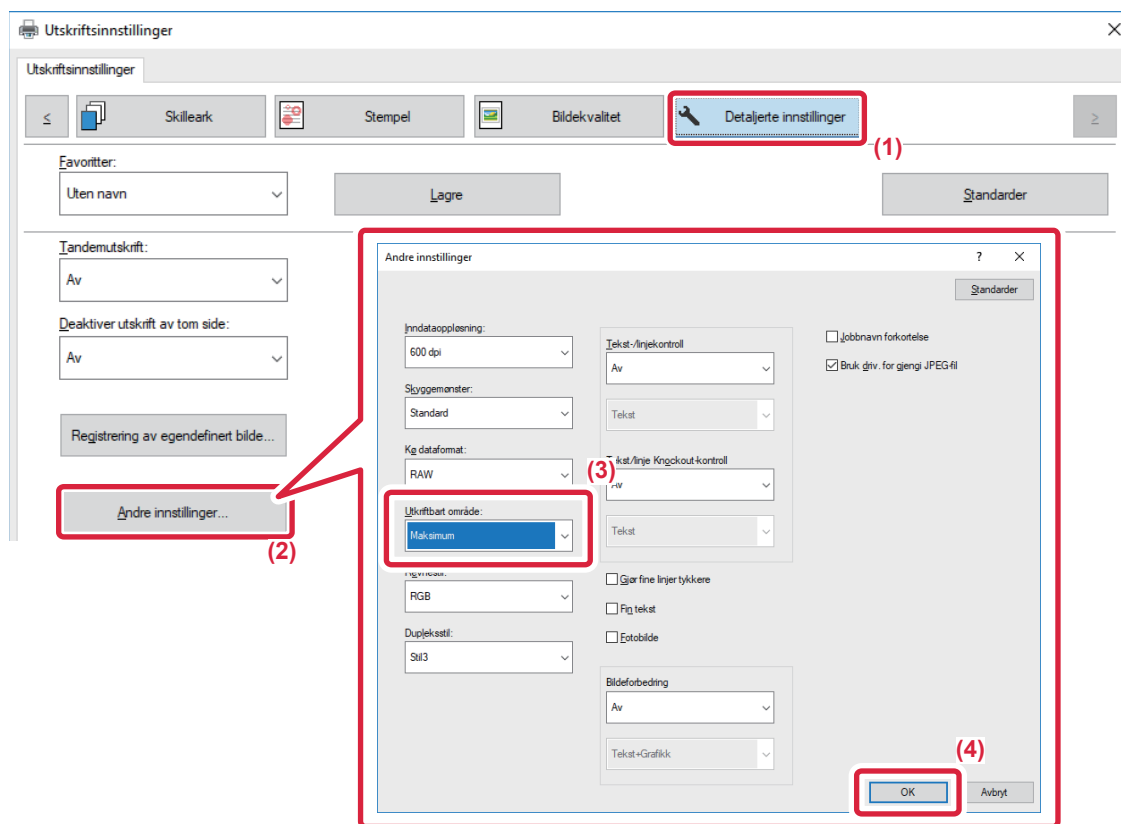 Utskriftsinnstillinger
Utskriftsinnstillinger
<
Skilleark
Stempel
Bildekvalitet
Detaljerte innstillinger
>
(1)
Favoritter:
Uten navn
Lagre
Standarder
Tandemutskrift:
Av
Deaktiver utskrift av tom side:
Av
Registrering av egendefinert bilde...
Andre innstillinger...
(2)
Andre innstillinger
?
Standarder
Inndataoppløsning:
600 dpi
Skyggemønster:
Standard
Kø dataformat:
RAW
(3)
Utkriftbart område:
Maksimum
RGB
Dupleksstil:
Stil3
Tekst-/linjekontroll
Av
Tekst
Tekst/linje Knockout-kontroll
Av
Tekst
Gjør fine linjer tykkere
Fin tekst
Fotobilde
Bildeforbedring
Av
Tekst+Grafikk
Jobbnavn forkortelse
Bruk driv. for gjengi JPEG-fil
(4)
OK
Avbryt